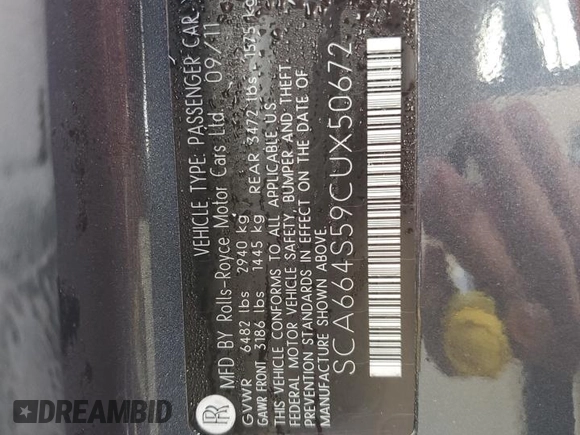 VEHICLE TYPE: PASSENGER CAR
MFD BY Rolls-Royce Motor Cars Ltd. 09/11
GVWR 6482 lbs 2940 kg
GAWR FRONT 3186 lbs 1445 kg REAR 3472 lbs 1575 kg
THIS VEHICLE CONFORMS TO ALL APPLICABLE U.S.
FEDERAL MOTOR VEHICLE SAFETY, BUMPER AND THEFT
PREVENTION STANDARDS IN EFFECT ON THE DATE OF
MANUFACTURE SHOWN ABOVE.
SCA664S59CUX50672
RR
DREAMBID